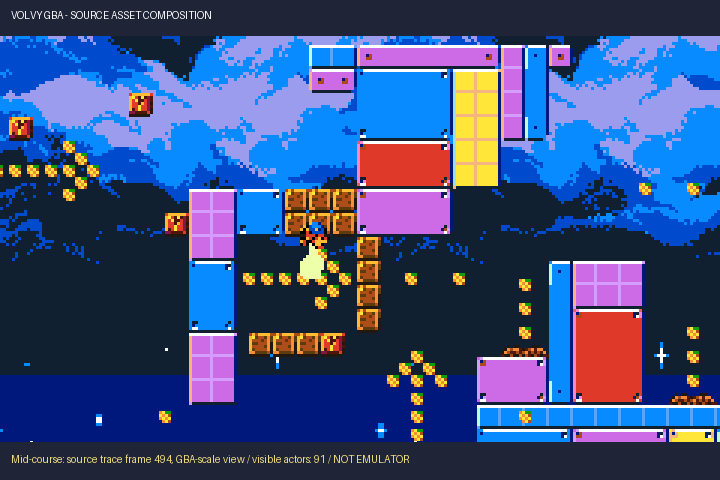 VOLVY GBA - SOURCE ASSET COMPOSITION
Mid-course: source trace frame 494, GBA-scale view / visible actors: 91 / NOT EMULATOR